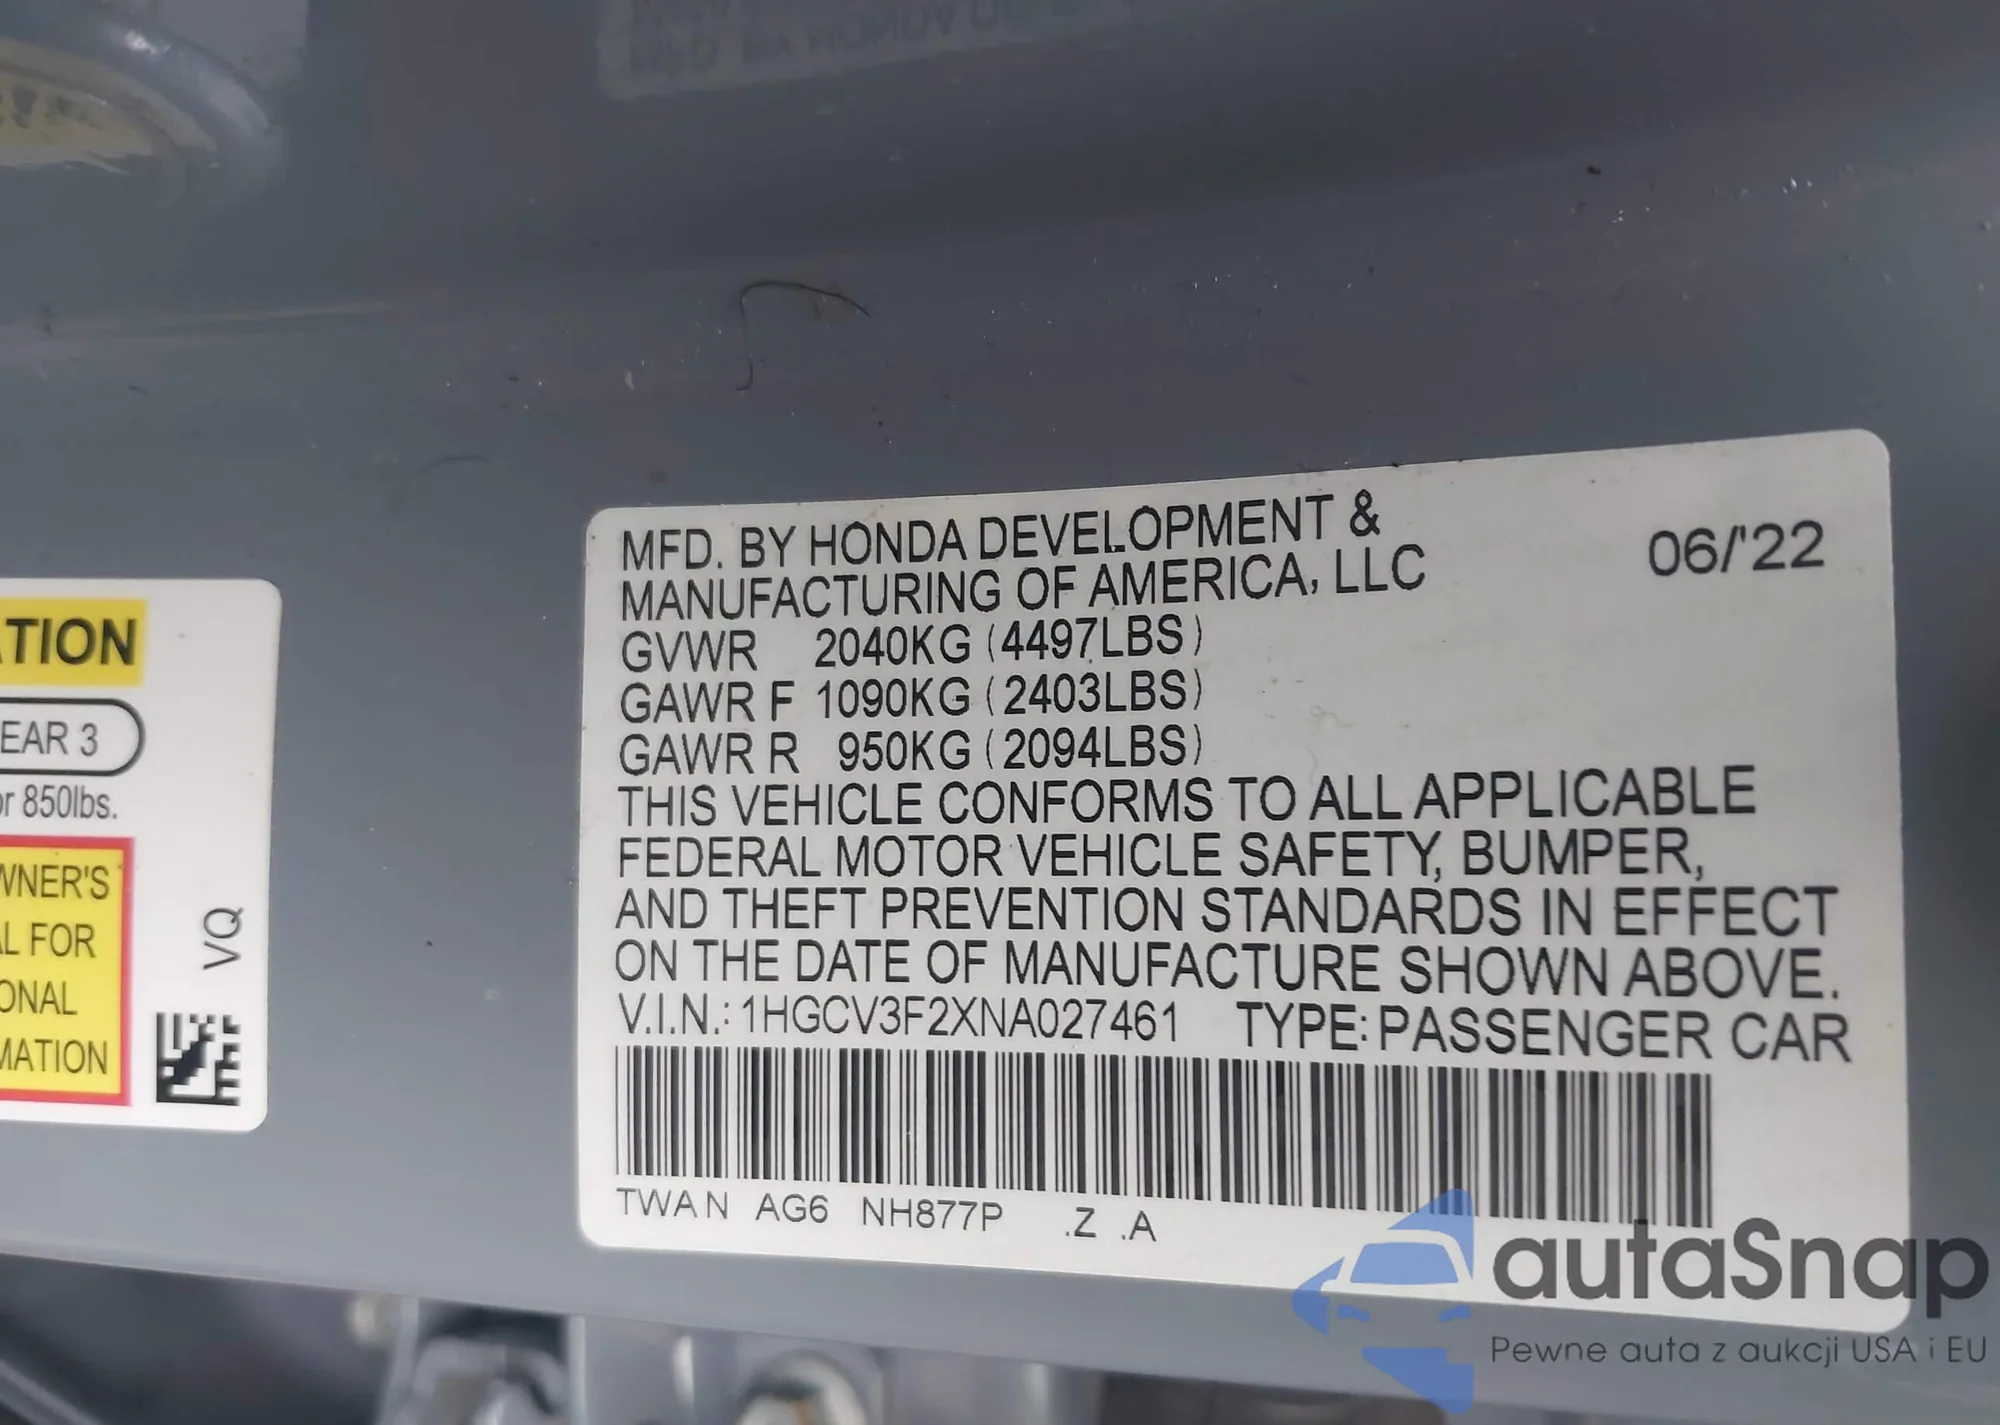 MFD. BY HONDA DEVELOPMENT &
MANUFACTURING OF AMERICA, LLC
06/'22
GVWR 2040KG (4497LBS)
GAWR F 1090KG (2403LBS)
GAWR R 950KG (2094LBS)
THIS VEHICLE CONFORMS TO ALL APPLICABLE
FEDERAL MOTOR VEHICLE SAFETY, BUMPER,
AND THEFT PREVENTION STANDARDS IN EFFECT
ON THE DATE OF MANUFACTURE SHOWN ABOVE.
V.I.N.: 1HGCV3F2XNA027461 TYPE: PASSENGER CAR
TWAN AG6 NH877P .Z .A
ATION
EAR 3
or 850lbs.
WNER'S
AL FOR
ONAL
MATION
VQ
autaSnap
Pewne auta z aukcji USA i EU